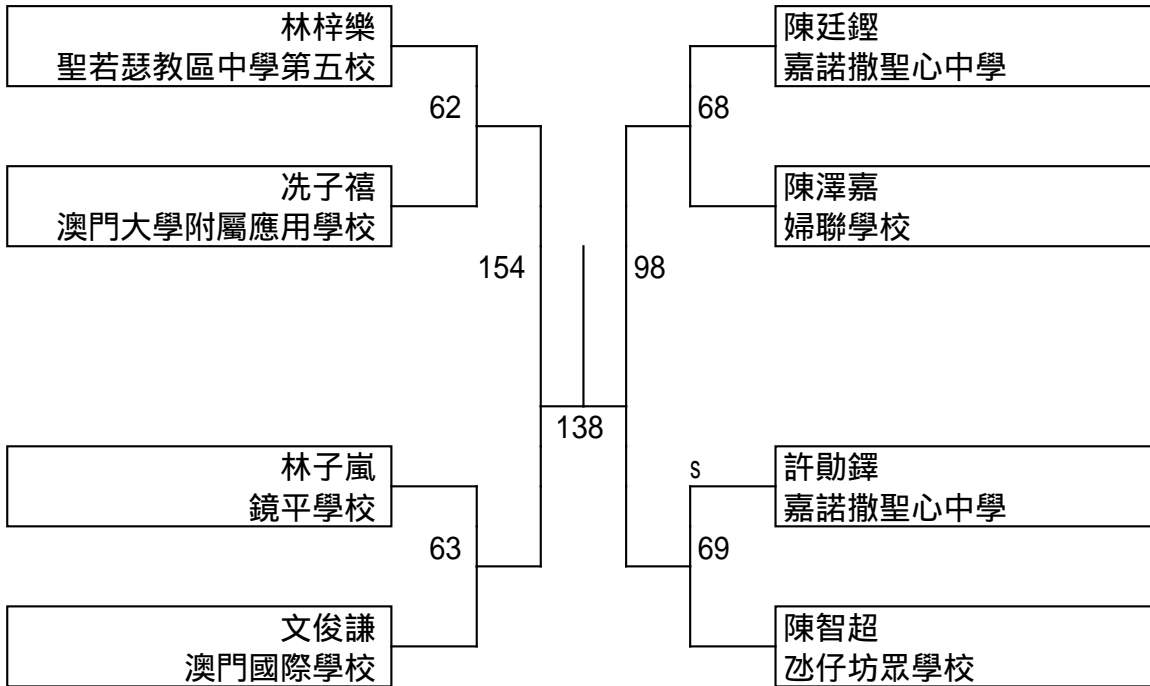 林梓樂
聖若瑟教區中學第五校
62
冼子禧
澳門大學附屬應用學校
154
林子嵐
鏡平學校
63
文俊謙
澳門國際學校
138
陳廷鏗
嘉諾撒聖心中學
68
陳澤嘉
婦聯學校
98
s
許勛鐸
嘉諾撒聖心中學
69
陳智超
氹仔坊眾學校